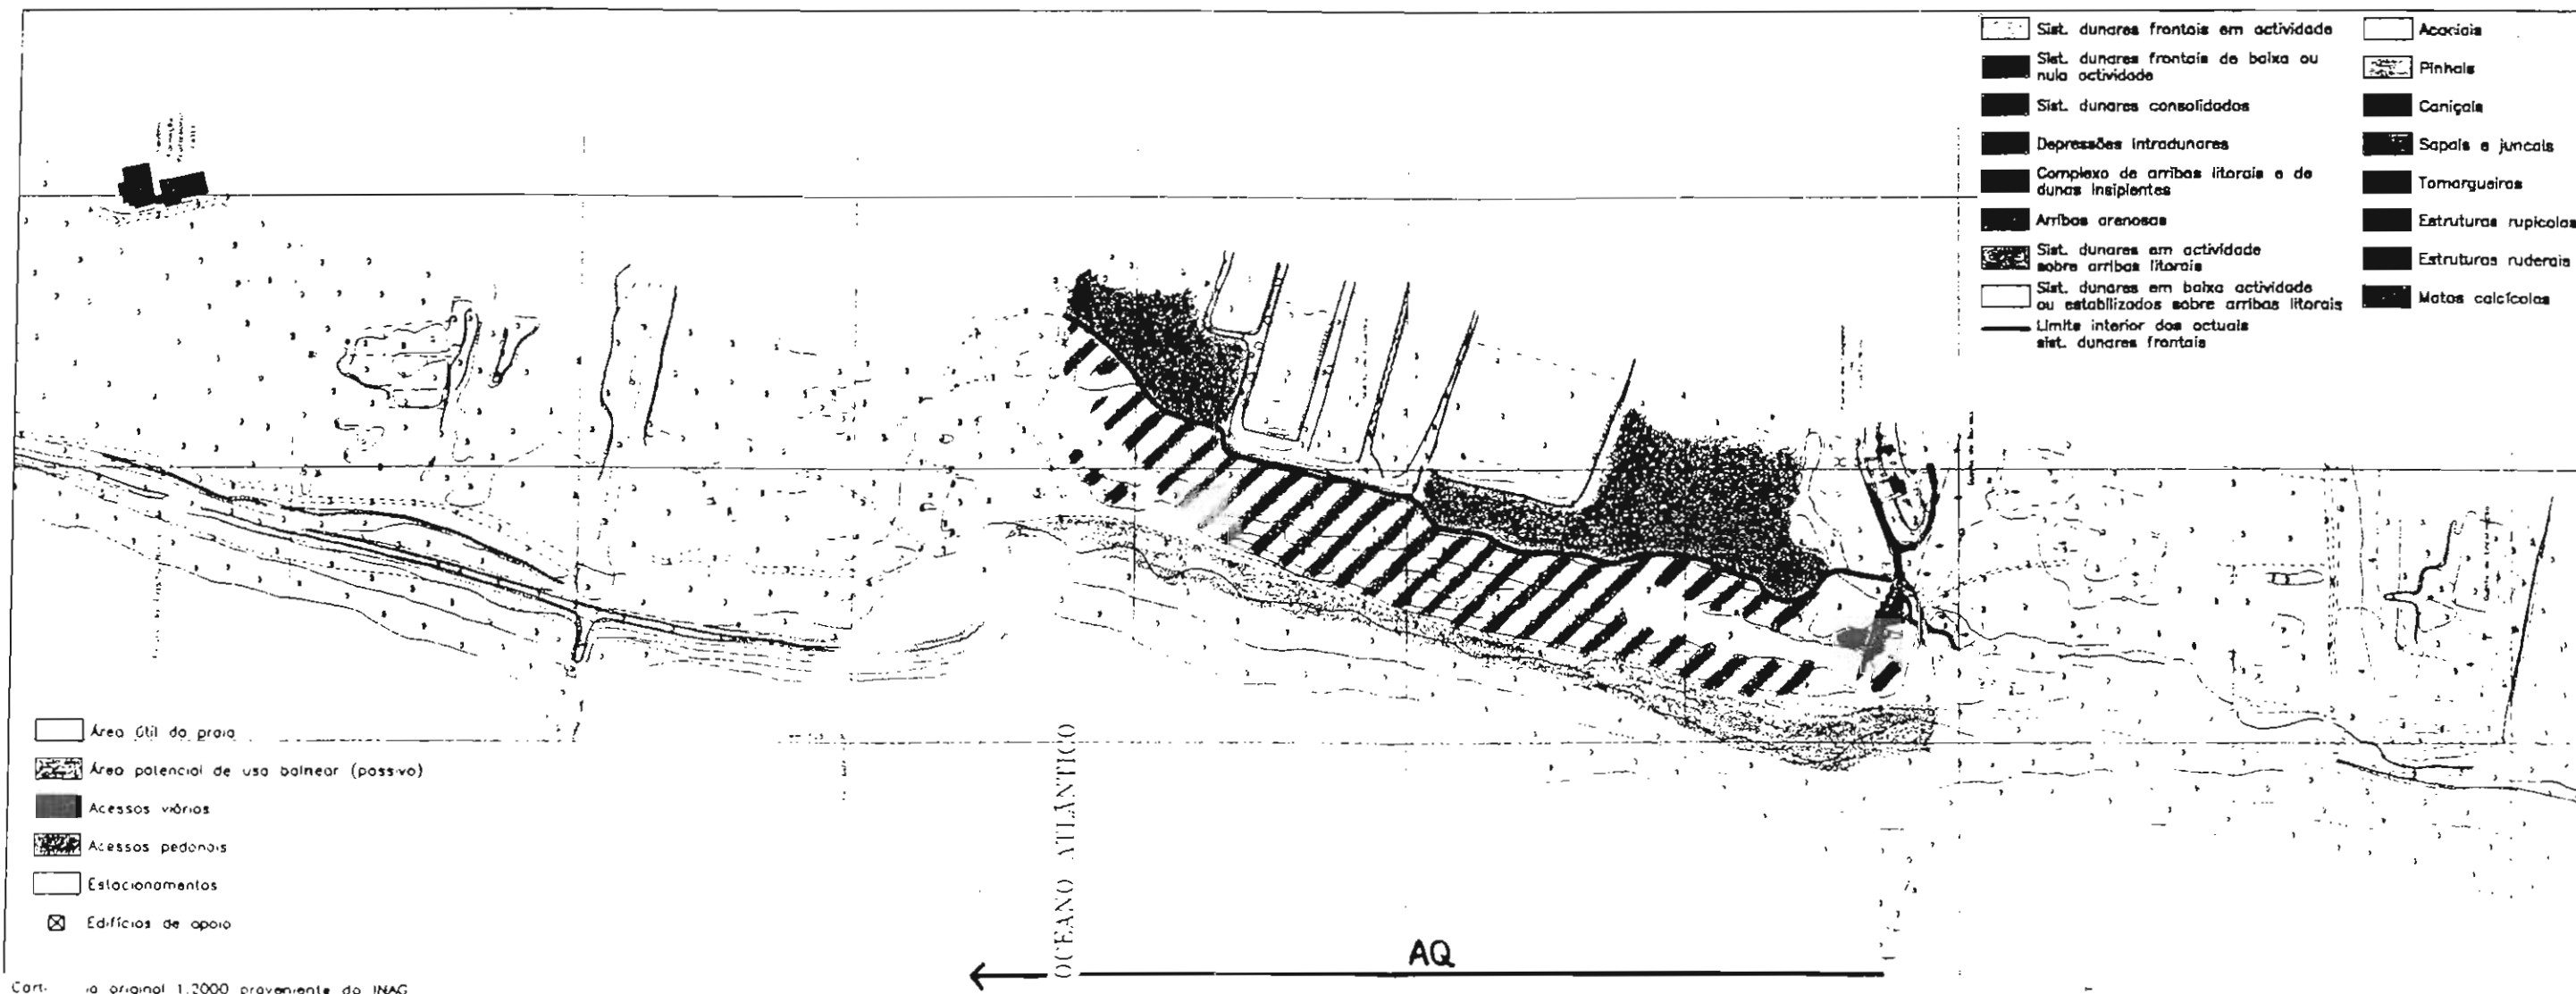 Sist. dunares frontais em actividade
Sist. dunares frontais de baixa ou
nula actividade
Sist. dunares consolidados
Depressões intradunares
Complexo de arribas litorais e de
dunas insipientes
Arribas arenosas
Sist. dunares em actividade
sobre arribas litorais
Sist. dunares em baixa actividade
ou estabilizados sobre arribas litorais
Limite interior dos actuais
sist. dunares frontais
Acaciais
Pinhais
Caniçais
Sapais e juncais
Tomargueiras
Estruturas rupícolas
Estruturas ruderais
Matos calcícolas
Área útil da praia
Área potencial de uso balnear (passivo)
Acessos viários
Acessos pedonais
Estacionamentos
Edifícios de apoio
OCEANO ATLÂNTICO
AQ
original 1:2000 proveniente do INAG